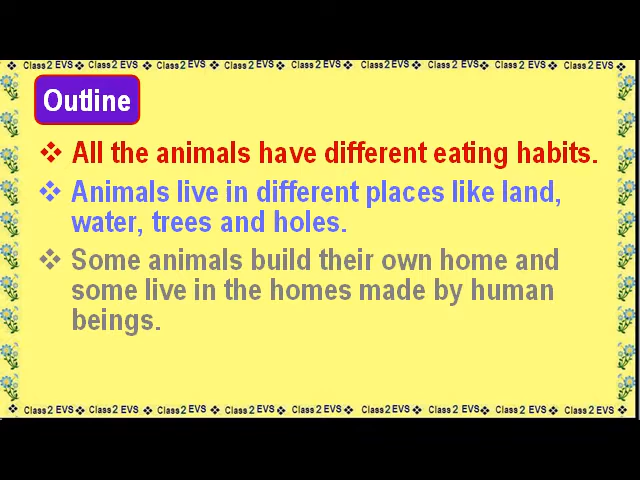 Class 2 EVS Class 2 EVS Class 2 EVS Class 2 EVS Class 2 EVS Class 2 EVS Class 2 EVS Class 2 EVS Class 2 EVS
Outline
❖ All the animals have different eating habits.
❖ Animals live in different places like land,
water, trees and holes.
❖ Some animals build their own home and
some live in the homes made by human
beings.
Class 2 EVS Class 2 EVS Class 2 EVS Class 2 EVS Class 2 EVS Class 2 EVS Class 2 EVS Class 2 EVS Class 2 EVS